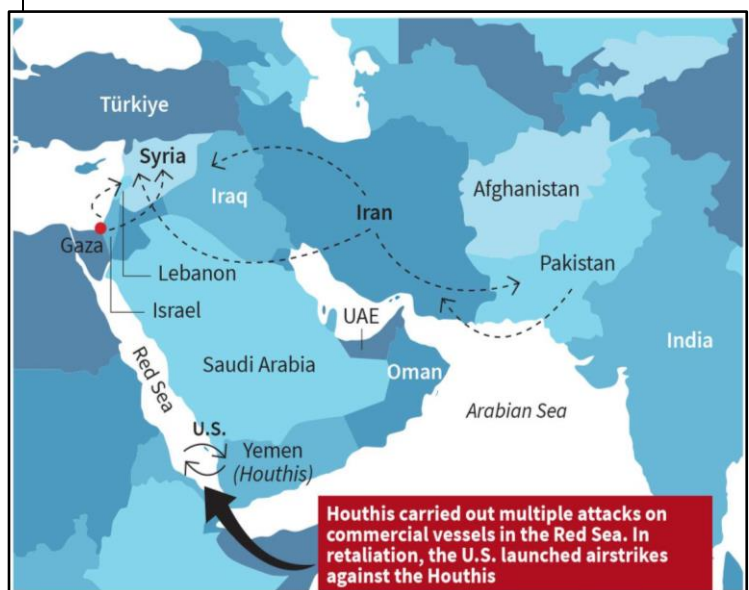 Türkiye
Syria
Iraq
Iran
Afghanistan
Gaza
Pakistan
Lebanon
Israel
UAE
India
Red Sea
Saudi Arabia
Oman
Arabian Sea
U.S.
Yemen
(Houthis)
Houthis carried out multiple attacks on
commercial vessels in the Red Sea. In
retaliation, the U.S. launched airstrikes
against the Houthis